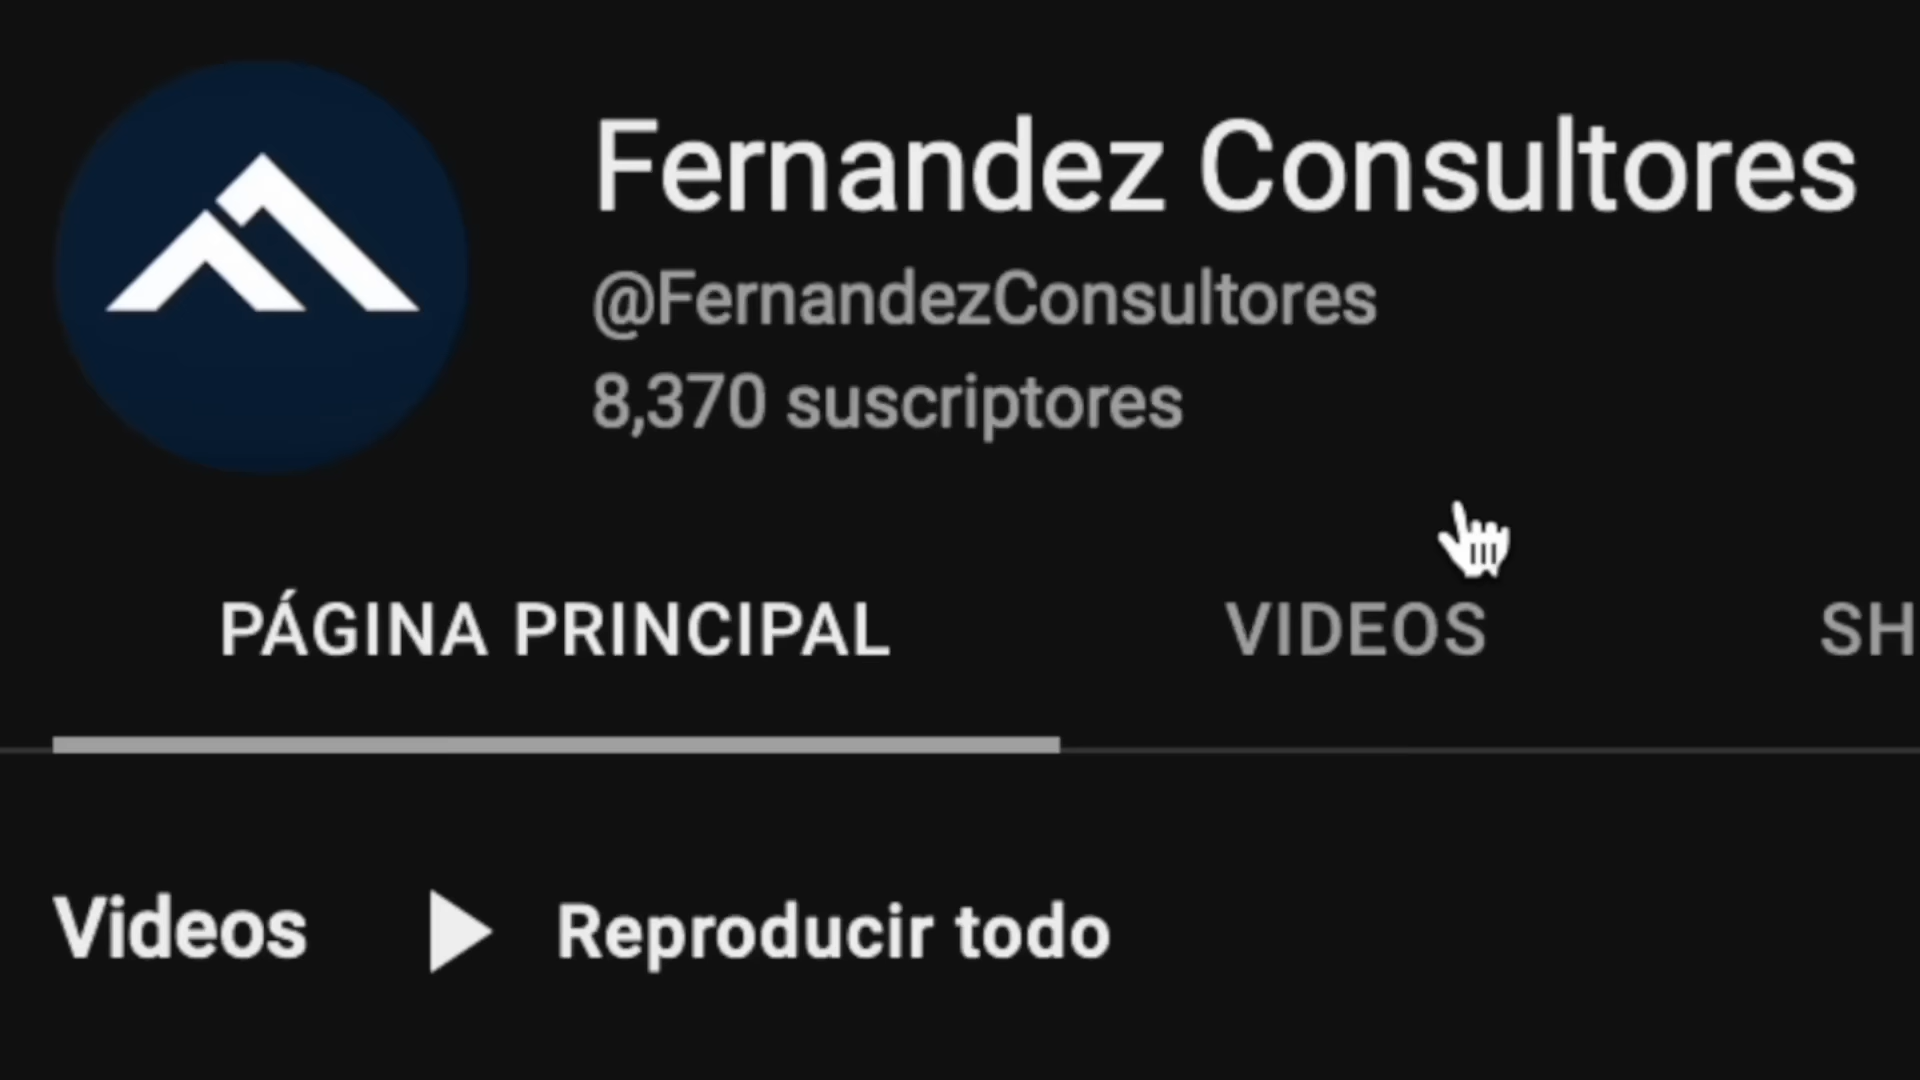 Fernandez Consultores
@FernandezConsultores
8,370 suscriptores
PÁGINA PRINCIPAL VIDEOS SH
Videos Reproducir todo